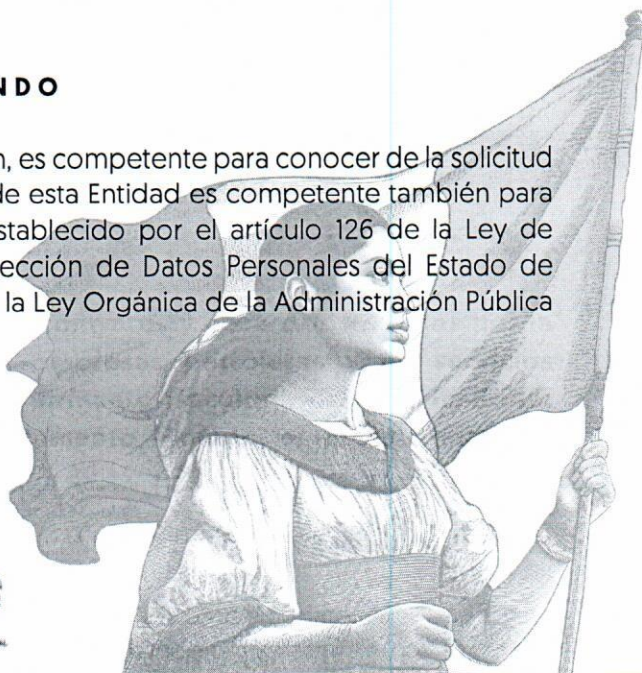 NDO
n, es competente para conocer de la solicitud
de esta Entidad es competente también para
stablecido por el artículo 126 de la Ley de
ección de Datos Personales del Estado de
la Ley Orgánica de la Administración Pública